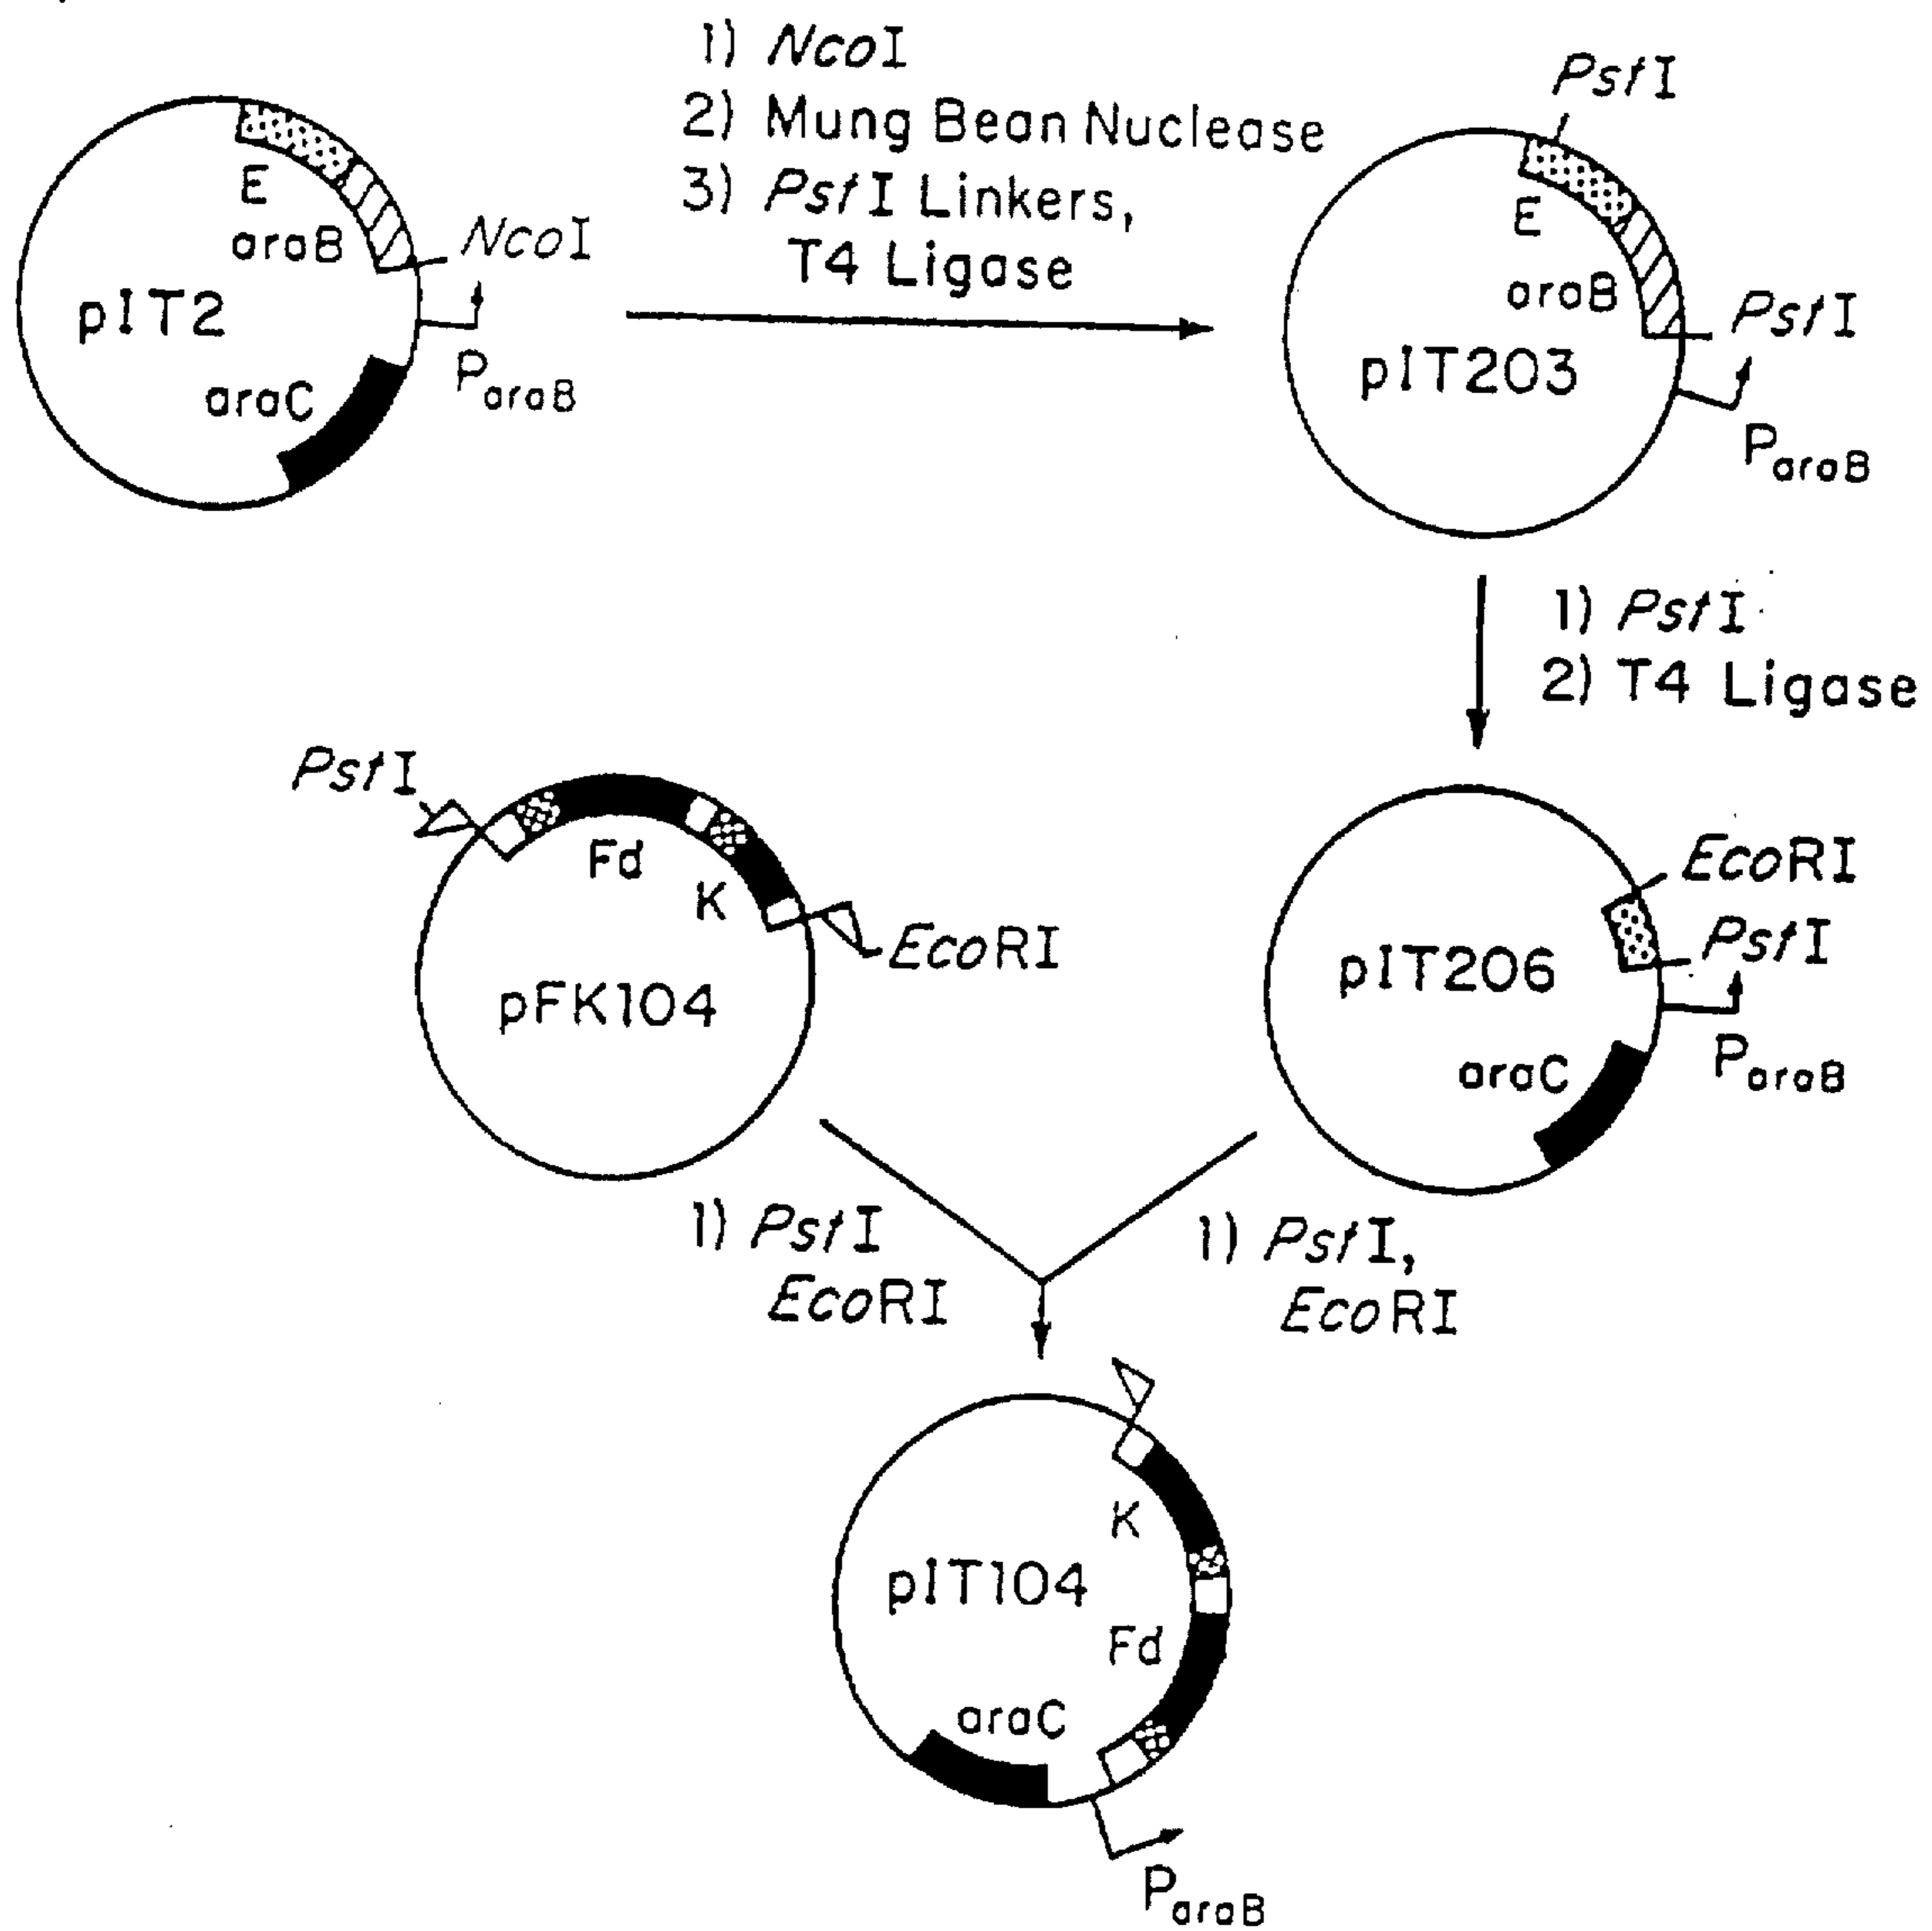 1) NcoI
2) Mung Bean Nuclease
3) PstI Linkers,
T4 Ligase
E
araB
NcoI
pIT2
araC
ParaB
PstI
E
araB
PstI
pIT203
ParaB
1) PstI
2) T4 Ligase
PstI
Fd
K
EcoRI
pFK104
EcoRI
PstI
pIT206
araC
ParaB
1) PstI
EcoRI
1) PstI,
EcoRI
K
pIT104
Fd
araC
ParaB